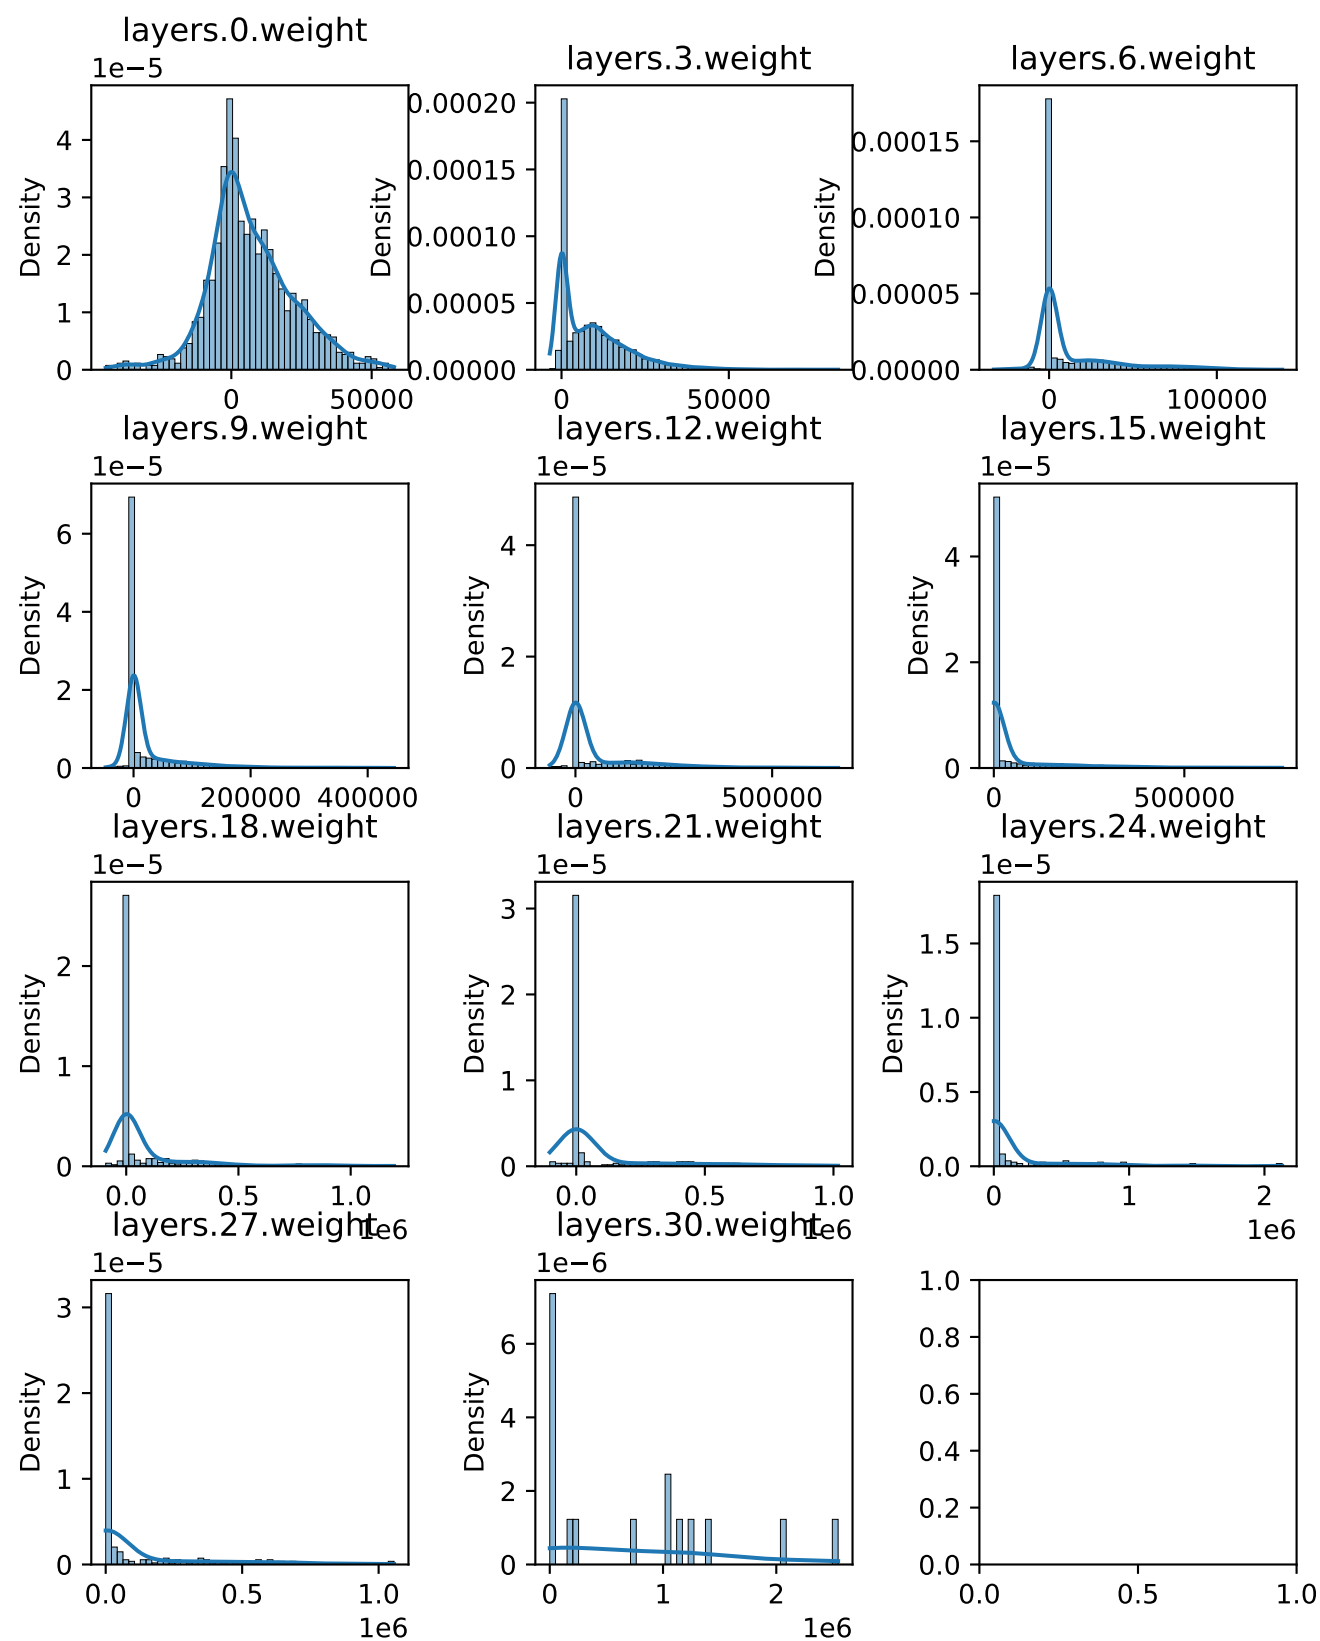 layers.0.weight
1e−5
Density
4
3
2
1
0
0 50000
layers.3.weight
Density
0.00020
0.00015
0.00010
0.00005
0.00000
0 50000
layers.6.weight
Density
0.00015
0.00010
0.00005
0.00000
0 100000
layers.9.weight
1e−5
Density
6
4
2
0
0 200000 400000
layers.12.weight
1e−5
Density
4
2
0
0 500000
layers.15.weight
1e−5
Density
4
2
0
0 500000
layers.18.weight
1e−5
Density
2
1
0
0.0 0.5 1.0
1e6
layers.21.weight
1e−5
Density
3
2
1
0
0.0 0.5 1.0
1e6
layers.24.weight
1e−5
Density
1.5
1.0
0.5
0.0
0 1 2
1e6
layers.27.weight
1e−5
Density
3
2
1
0
0.0 0.5 1.0
1e6
layers.30.weight
1e−6
Density
6
4
2
0
0 1 2
1e6
1.0
0.8
0.6
0.4
0.2
0.0
0.0 0.5 1.0